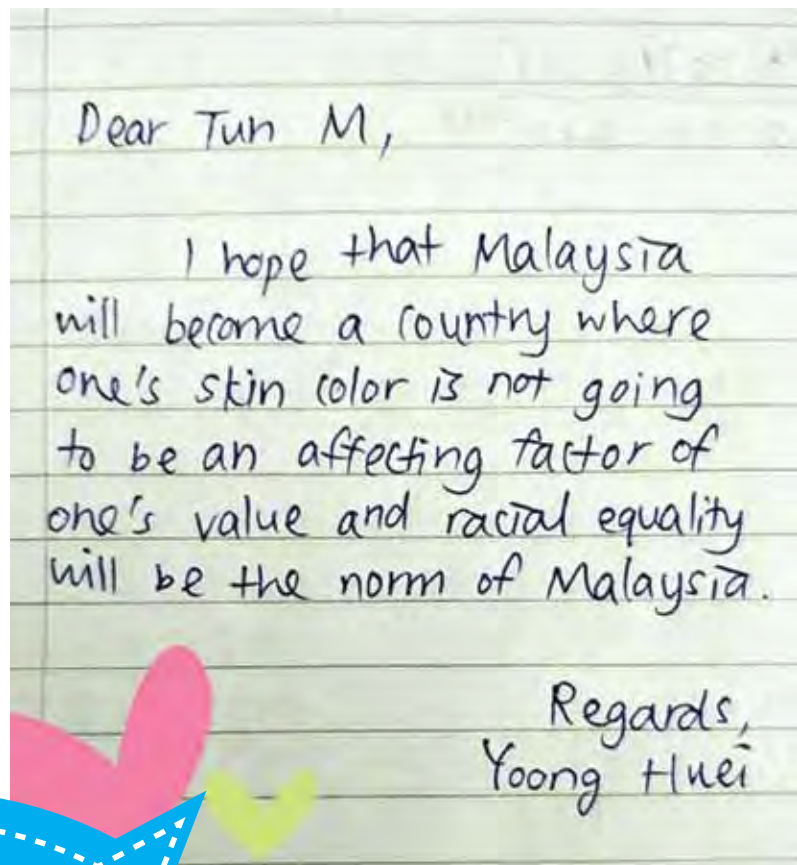 Dear Tun M,
I hope that Malaysia
will become a country where
one's skin color is not going
to be an affecting factor of
one's value and racial equality
will be the norm of Malaysia.
Regards,
Yoong Huei